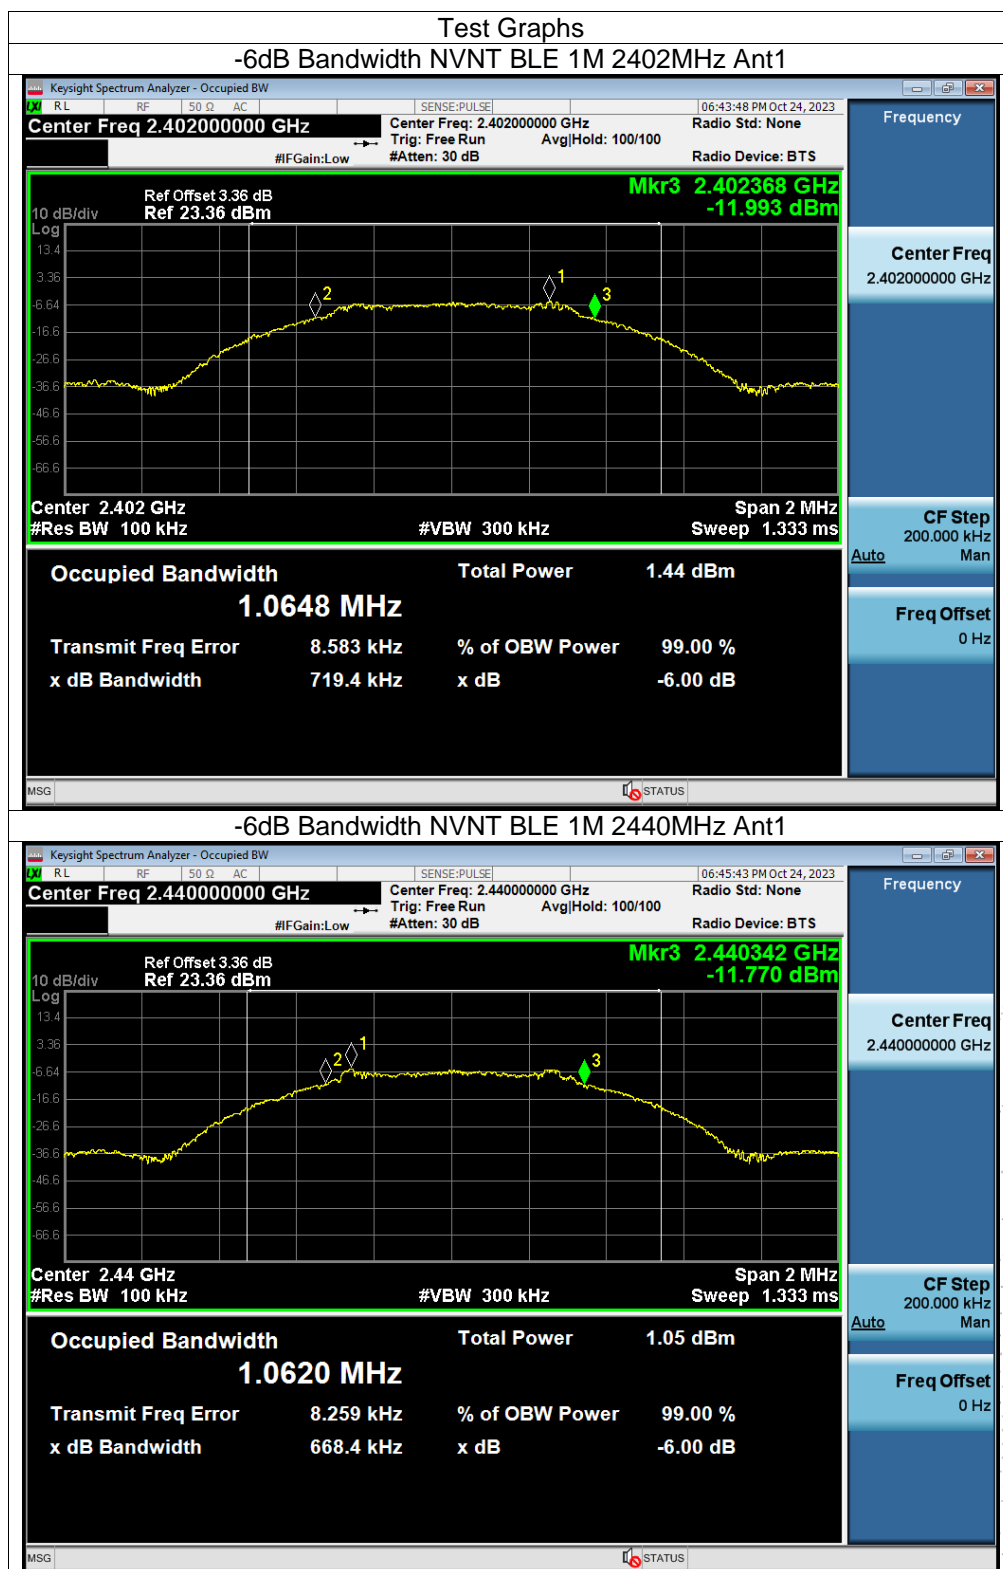 Test Graphs
-6dB Bandwidth NVNT BLE 1M 2402MHz Ant1
Keysight Spectrum Analyzer - Occupied BW
LXI RL RF 50 Ω AC SENSE:PULSE 06:43:48 PM Oct 24, 2023
Center Freq 2.402000000 GHz Center Freq: 2.402000000 GHz Radio Std: None Frequency
Trig: Free Run Avg|Hold: 100/100
#IFGain:Low #Atten: 30 dB Radio Device: BTS
Mkr3 2.402368 GHz
Ref Offset 3.36 dB
10 dB/div Ref 23.36 dBm -11.993 dBm
Log
13.4
3.36
-6.64
-16.6
-26.6
-36.6
-46.6
-56.6
-66.6
1
2
3
Center Freq
2.402000000 GHz
Center 2.402 GHz Span 2 MHz
#Res BW 100 kHz #VBW 300 kHz Sweep 1.333 ms
CF Step
200.000 kHz
Auto Man
Occupied Bandwidth Total Power 1.44 dBm
1.0648 MHz
Freq Offset
0 Hz
Transmit Freq Error 8.583 kHz % of OBW Power 99.00 %
x dB Bandwidth 719.4 kHz x dB -6.00 dB
MSG STATUS
-6dB Bandwidth NVNT BLE 1M 2440MHz Ant1
Keysight Spectrum Analyzer - Occupied BW
LXI RL RF 50 Ω AC SENSE:PULSE 06:45:43 PM Oct 24, 2023
Center Freq 2.440000000 GHz Center Freq: 2.440000000 GHz Radio Std: None Frequency
Trig: Free Run Avg|Hold: 100/100
#IFGain:Low #Atten: 30 dB Radio Device: BTS
Mkr3 2.440342 GHz
Ref Offset 3.36 dB
10 dB/div Ref 23.36 dBm -11.770 dBm
Log
13.4
3.36
-6.64
-16.6
-26.6
-36.6
-46.6
-56.6
-66.6
1
2
3
Center Freq
2.440000000 GHz
Center 2.44 GHz Span 2 MHz
#Res BW 100 kHz #VBW 300 kHz Sweep 1.333 ms
CF Step
200.000 kHz
Auto Man
Occupied Bandwidth Total Power 1.05 dBm
1.0620 MHz
Freq Offset
0 Hz
Transmit Freq Error 8.259 kHz % of OBW Power 99.00 %
x dB Bandwidth 668.4 kHz x dB -6.00 dB
MSG STATUS